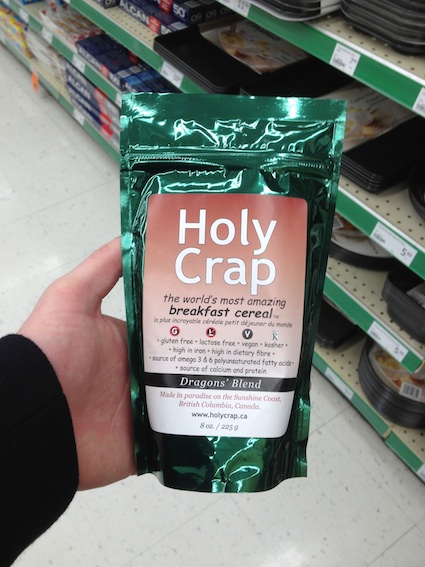 Holy
Crap
the world's most amazing
breakfast cereal™
la plus incroyable céréale petit déjeuner du monde
G L V K
• gluten free • lactose free • vegan • kosher •
• high in iron • high in dietary fibre •
• source of omega 3 & 6 polyunsaturated fatty acids •
• source of calcium and protein
Dragons' Blend
Made in paradise on the Sunshine Coast,
British Columbia, Canada.
www.holycrap.ca
8 oz. / 225 g
ALCAN